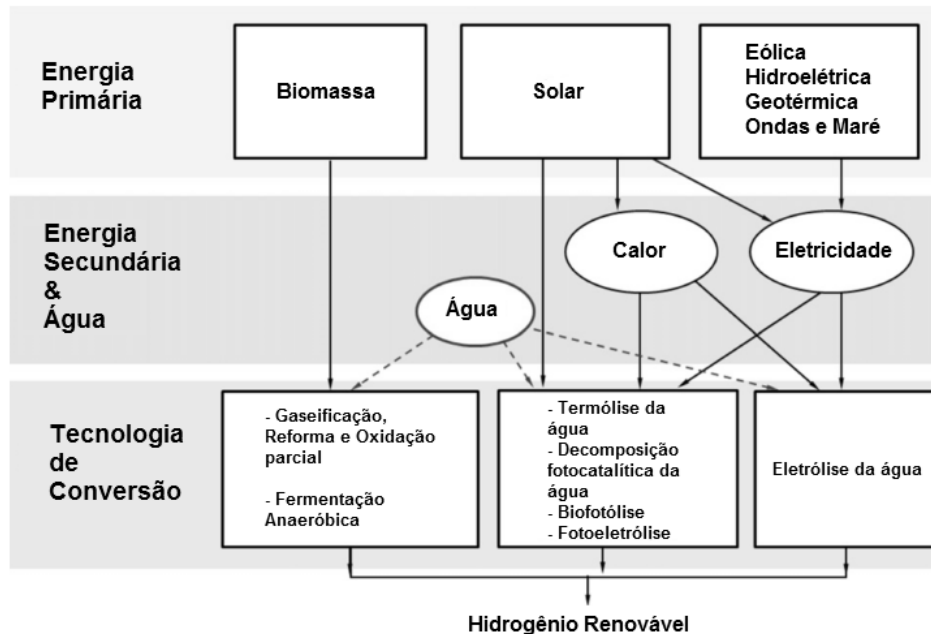 Energia
Primária
Biomassa
Solar
Eólica
Hidroelétrica
Geotérmica
Ondas e Maré
Energia
Secundária
&
Água
Calor
Eletricidade
Água
Tecnologia
de
Conversão
- Gaseificação,
Reforma e Oxidação
parcial
- Fermentação
Anaeróbica
- Termólise da
água
- Decomposição
fotocatalítica da
água
- Biofotólise
- Fotoeletrólise
Eletrólise da água
Hidrogênio Renovável